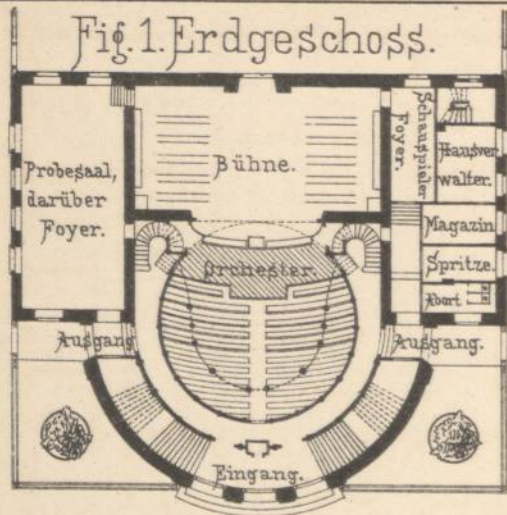 Fig. 1. Erdgeschoss.
Probesaal,
darüber
Foyer.
Bühne.
Schauspieler
Foyer.
Hausver
walter.
Magazin
Spritze.
Abort
Orchester.
Ausgang
Ausgang.
Eingang.